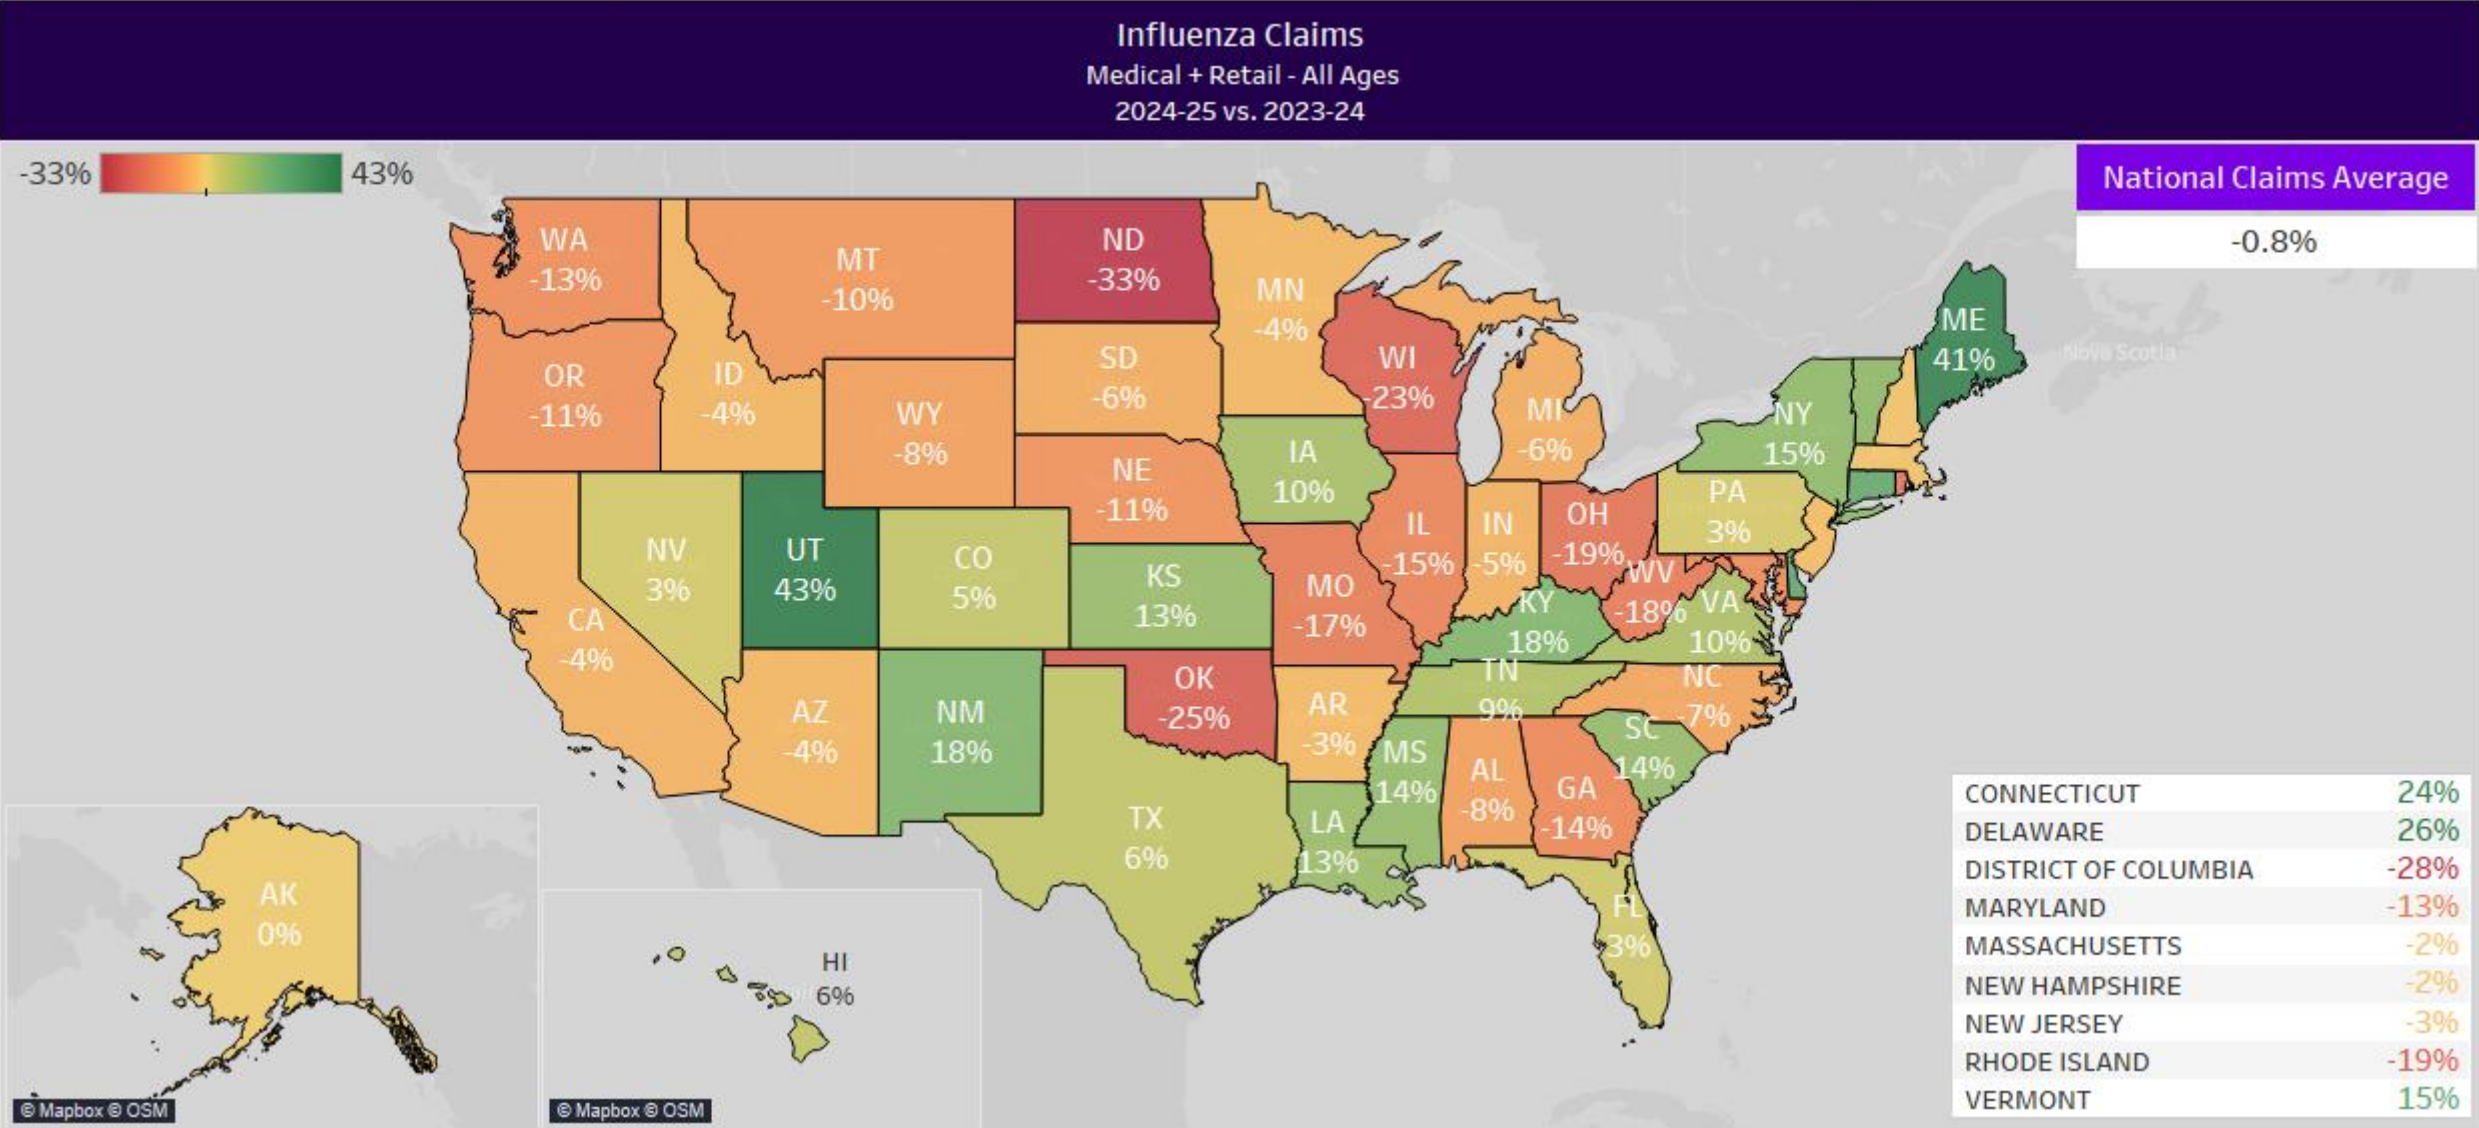 Influenza Claims
Medical + Retail - All Ages
2024-25 vs. 2023-24
-33% 43%
National Claims Average
-0.8%
WA
-13%
MT
-10%
ND
-33%
MN
-4%
ME
41%
Nova Scotia
OR
-11%
ID
-4%
WY
-8%
SD
-6%
WI
-23%
MI
-6%
NY
15%
NE
-11%
IA
10%
PA
3%
NV
3%
UT
43%
CO
5%
KS
13%
MO
-17%
IL
-15%
IN
-5%
OH
-19%
WV
-18%
VA
10%
KY
18%
CA
-4%
AZ
-4%
NM
18%
OK
-25%
AR
-3%
TN
9%
NC
-7%
SC
14%
MS
14%
AL
-8%
GA
-14%
TX
6%
LA
13%
FL
3%
AK
0%
HI
6%
CONNECTICUT 24%
DELAWARE 26%
DISTRICT OF COLUMBIA -28%
MARYLAND -13%
MASSACHUSETTS -2%
NEW HAMPSHIRE -2%
NEW JERSEY -3%
RHODE ISLAND -19%
VERMONT 15%
© Mapbox © OSM
© Mapbox © OSM